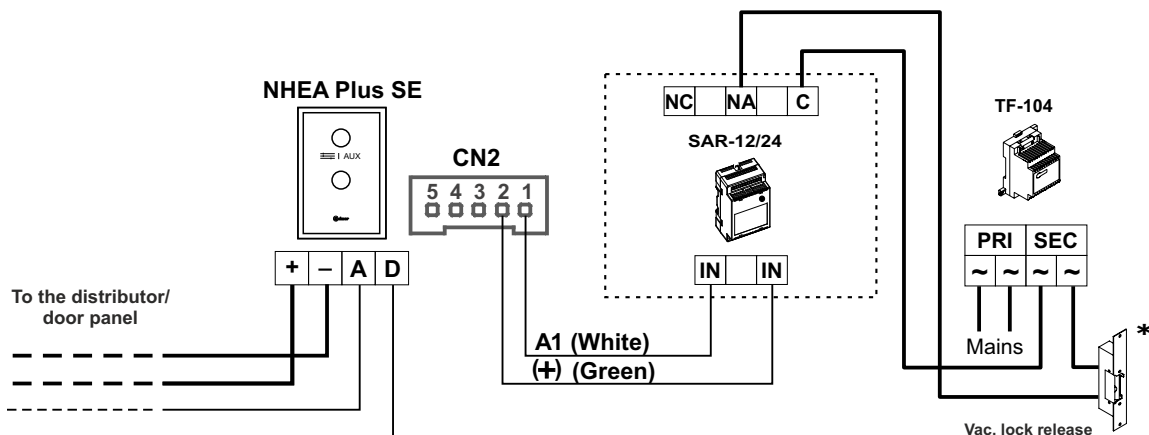 NC NA C
TF-104
NHEA Plus SE
SAR-12/24
AUX
CN2
5 4 3 2 1
PRI SEC
~ ~ ~ ~
+ – A D
IN IN
To the distributor/
door panel
A1 (White)
(+) (Green)
Mains
*
Vac. lock release